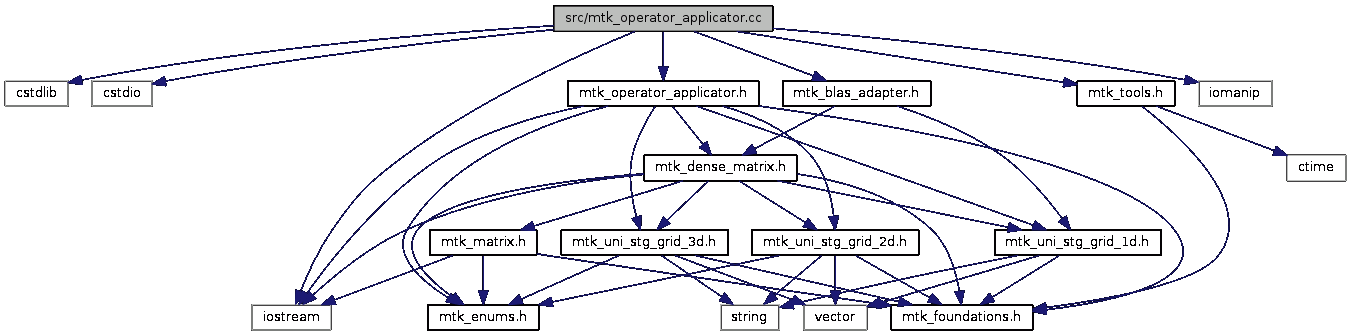 src/mtk_operator_applicator.cc
cstdlib
cstdio
mtk_operator_applicator.h
mtk_blas_adapter.h
mtk_tools.h
iomanip
mtk_dense_matrix.h
ctime
mtk_matrix.h
mtk_uni_stg_grid_3d.h
mtk_uni_stg_grid_2d.h
mtk_uni_stg_grid_1d.h
iostream
mtk_enums.h
string
vector
mtk_foundations.h